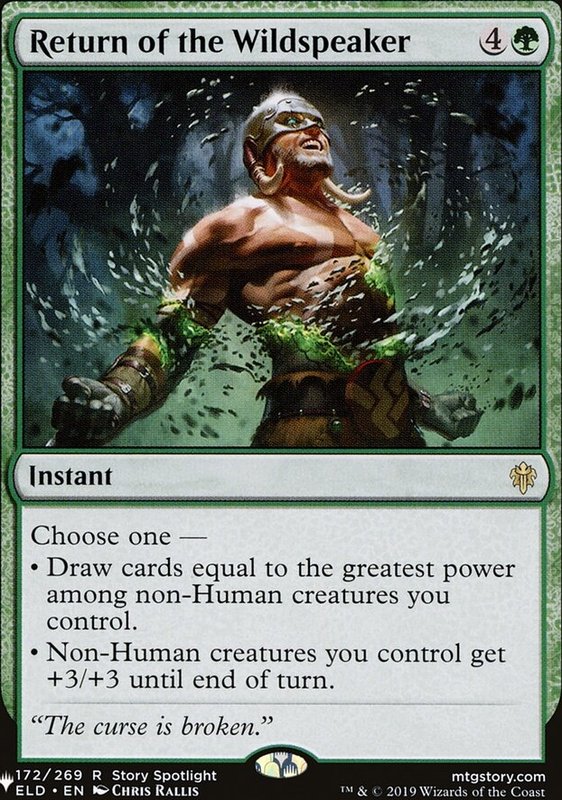 Return of the Wildspeaker 4
Instant
Choose one —
• Draw cards equal to the greatest power
among non-Human creatures you
control.
• Non-Human creatures you control get
+3/+3 until end of turn.
“The curse is broken.”
172/269 R Story Spotlight
ELD • EN Chris Rallis
mtgstory.com
™ & © 2019 Wizards of the Coast